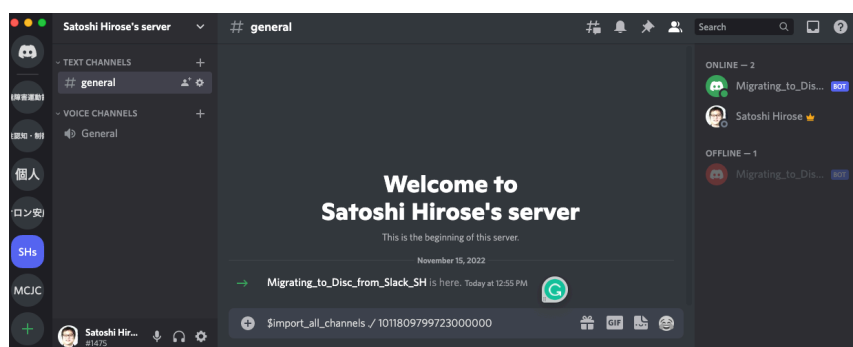 Satoshi Hirose's server
general
Search
TEXT CHANNELS
general
VOICE CHANNELS
General
個人
SHs
MCJC
Welcome to
Satoshi Hirose's server
This is the beginning of this server.
November 15, 2022
Migrating_to_Disc_from_Slack_SH is here. Today at 12:55 PM
$import_all_channels ./ 1011809799723000000
GIF
Satoshi Hir...
#1475
ONLINE — 2
Migrating_to_Dis... BOT
Satoshi Hirose
OFFLINE — 1
Migrating_to_Dis... BOT